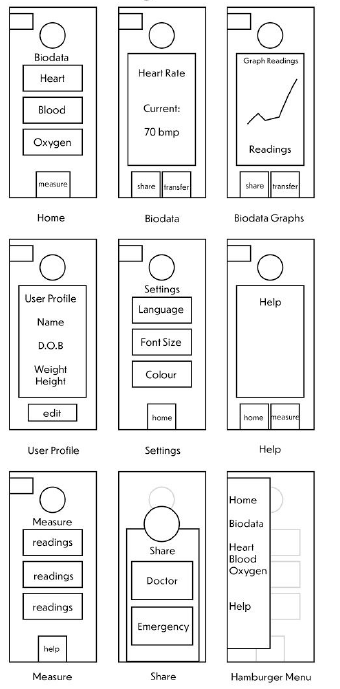 Biodata
Heart
Blood
Oxygen
measure
Home
Heart Rate
Current:
70 bmp
share transfer
Biodata
Graph Readings
Readings
share transfer
Biodata Graphs
User Profile
Name
D.O.B
Weight
Height
edit
User Profile
Settings
Language
Font Size
Colour
home
Settings
Help
home measure
Help
Measure
readings
readings
readings
help
Measure
Share
Doctor
Emergency
Share
Home
Biodata
Heart
Blood
Oxygen
Help
Hamburger Menu